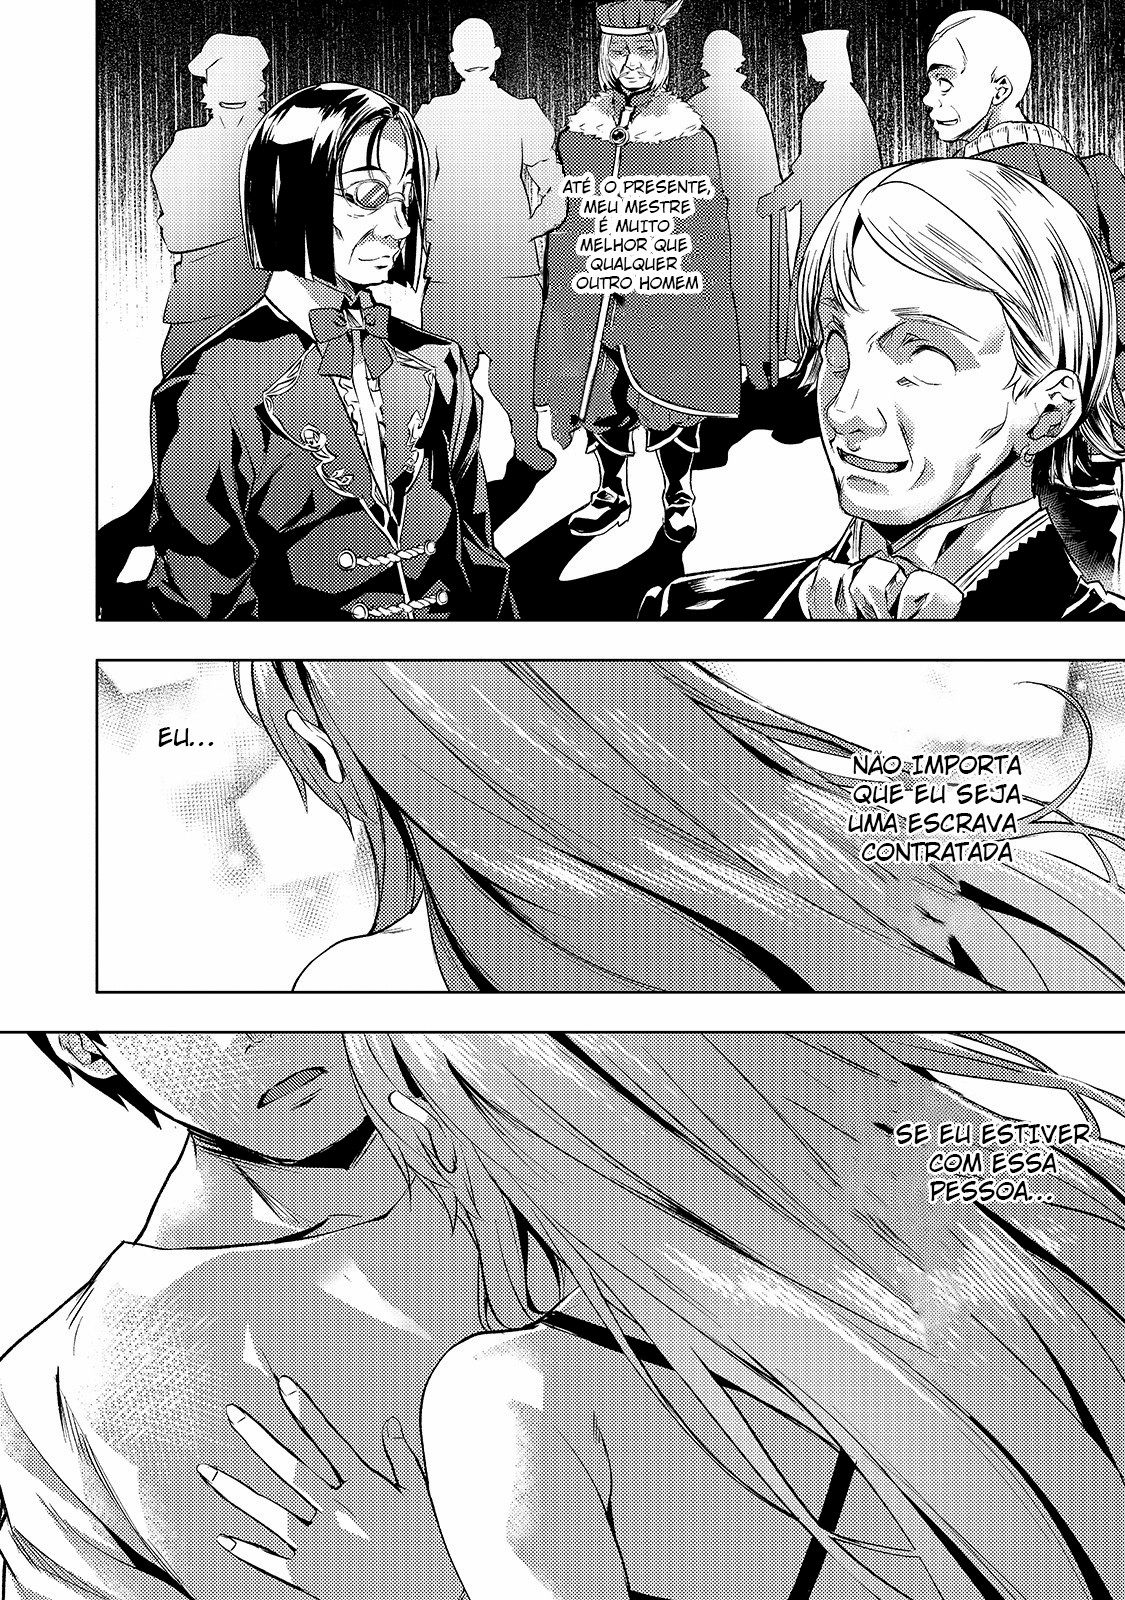 ATÉ O PRESENTE,
MEU MESTRE
É MUITO
MELHOR QUE
QUALQUER
OUTRO HOMEM
NÃO IMPORTA
QUE EU SEJA
UMA ESCRAVA
CONTRATADA
EU...
SE EU ESTIVER
COM ESSA
PESSOA...